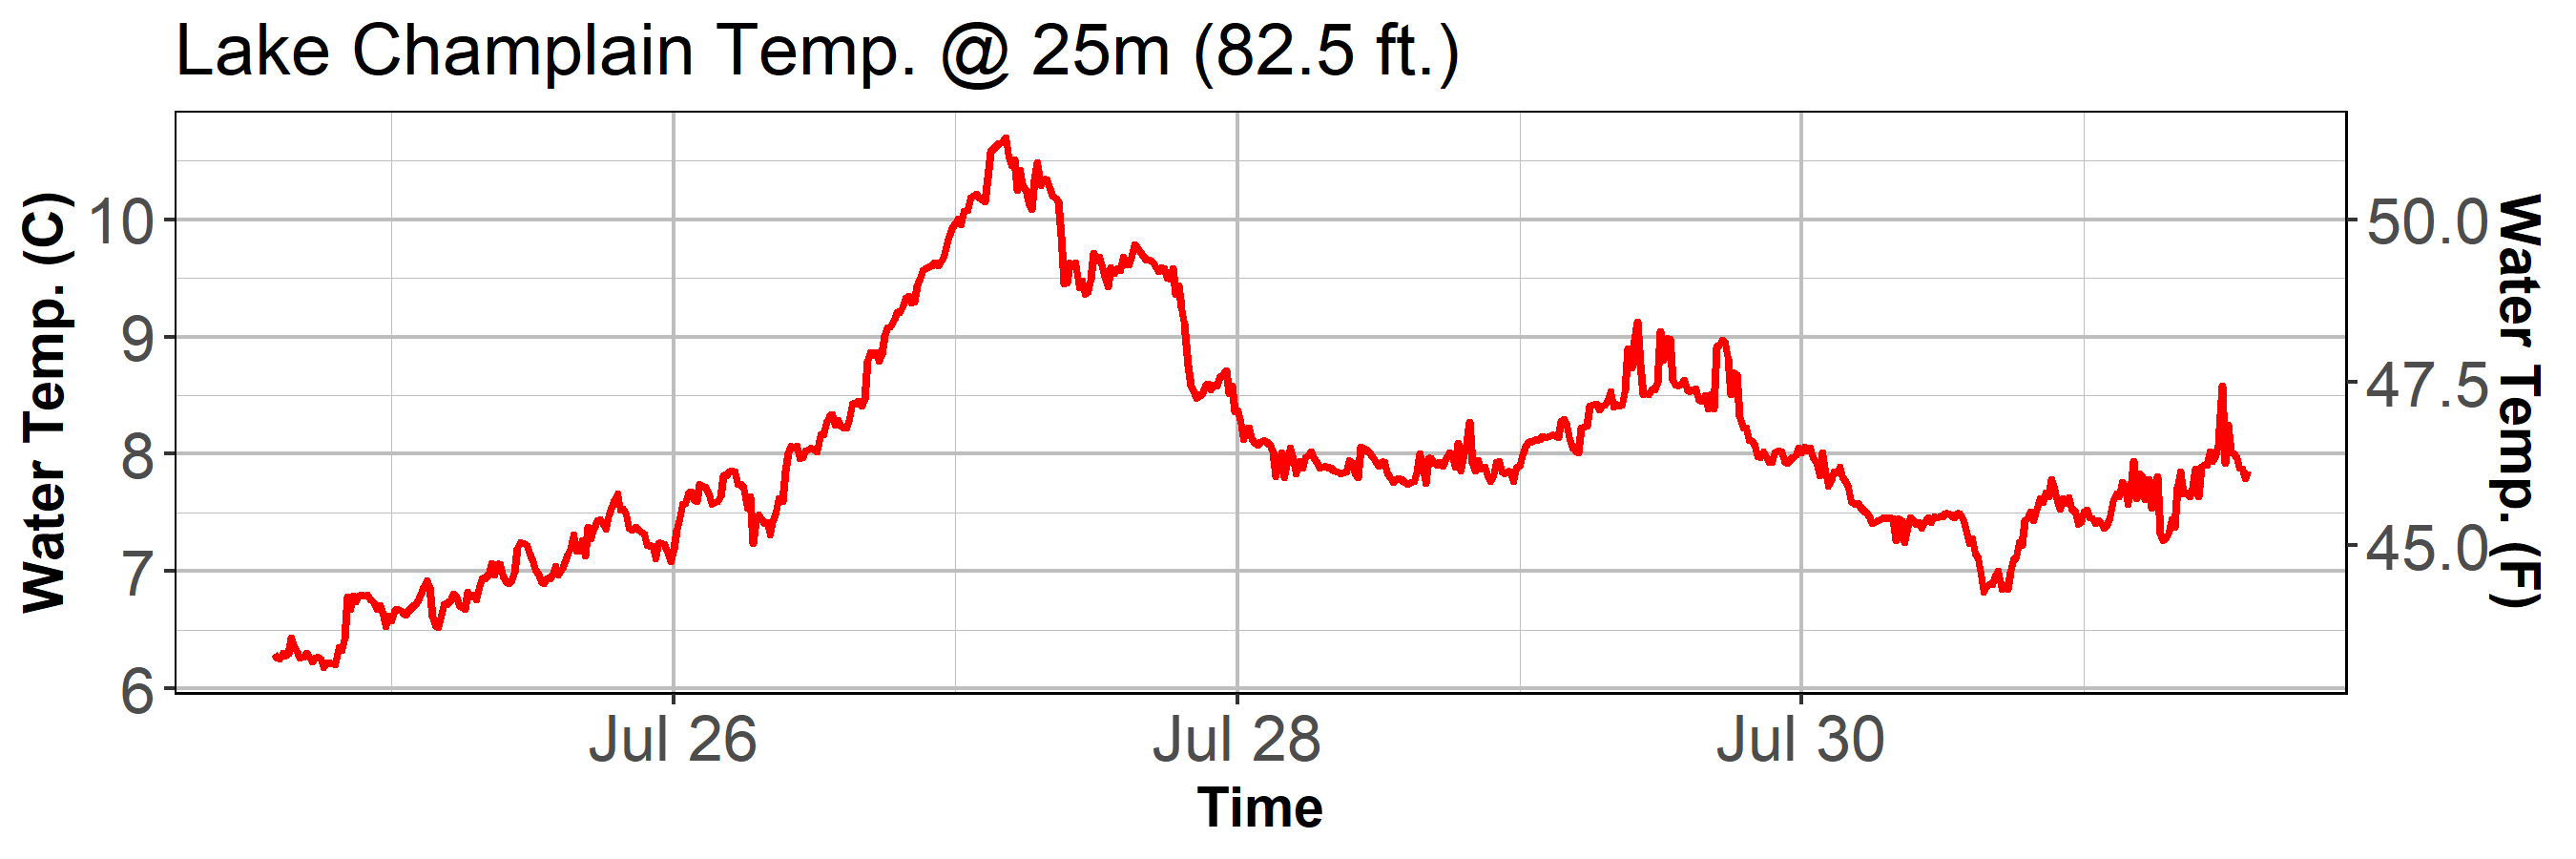 Lake Champlain Temp. @ 25m (82.5 ft.)
Water Temp. (C)
10
9
8
7
6
50.0
47.5
45.0
Water Temp. (F)
Jul 26
Jul 28
Jul 30
Time